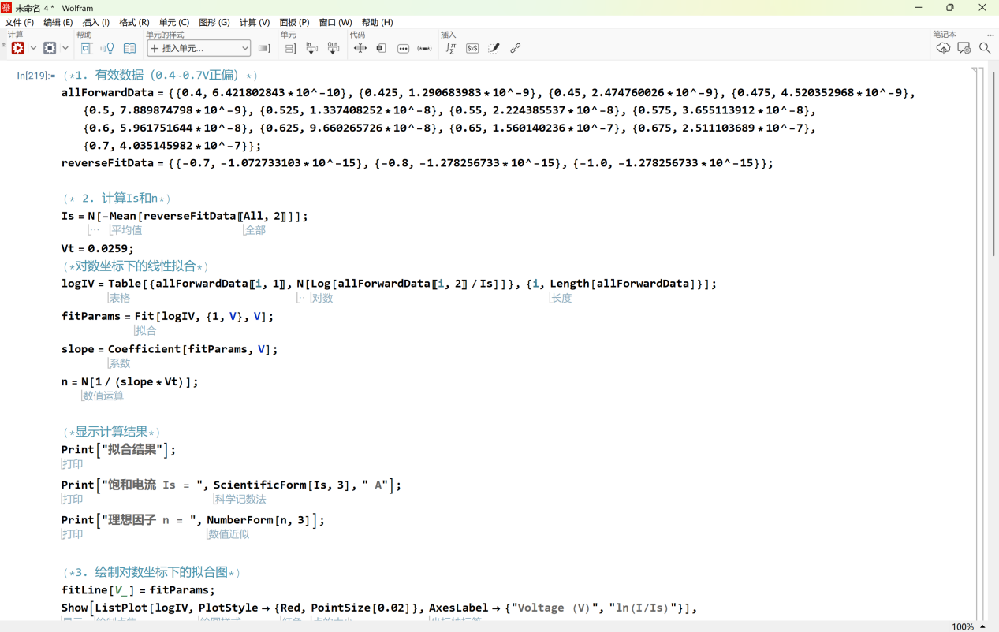 未命名-4 * - Wolfram
文件 (F) 编辑 (E) 插入 (I) 格式 (R) 单元 (C) 图形 (G) 计算 (V) 面板 (P) 窗口 (W) 帮助 (H)
计算 帮助 单元的样式 单元 代码 插入 笔记本
插入单元...
In[219]:= (*1. 有效数据（0.4~0.7V正偏）*)
allForwardData = {{0.4, 6.421802843*10^-10}, {0.425, 1.290683983*10^-9}, {0.45, 2.474760026*10^-9}, {0.475, 4.520352968*10^-9},
{0.5, 7.889874798*10^-9}, {0.525, 1.337408252*10^-8}, {0.55, 2.224385537*10^-8}, {0.575, 3.655113912*10^-8},
{0.6, 5.961751644*10^-8}, {0.625, 9.660265726*10^-8}, {0.65, 1.560140236*10^-7}, {0.675, 2.511103689*10^-7},
{0.7, 4.035145982*10^-7}};
reverseFitData = {{-0.7, -1.072733103*10^-15}, {-0.8, -1.278256733*10^-15}, {-1.0, -1.278256733*10^-15}};
(* 2. 计算Is和n*)
Is = N[-Mean[reverseFitData〚All, 2〛]];
平均值 全部
Vt = 0.0259;
(*对数坐标下的线性拟合*)
logIV = Table[{allForwardData〚i, 1〛, N[Log[allForwardData〚i, 2〛/Is]]}, {i, Length[allForwardData]}];
表格 对数 长度
fitParams = Fit[logIV, {1, V}, V];
拟合
slope = Coefficient[fitParams, V];
系数
n = N[1/(slope*Vt)];
数值运算
(*显示计算结果*)
Print["拟合结果"];
打印
Print["饱和电流 Is = ", ScientificForm[Is, 3], " A"];
打印 科学记数法
Print["理想因子 n = ", NumberForm[n, 3]];
打印 数值近似
(*3. 绘制对数坐标下的拟合图*)
fitLine[V_] = fitParams;
Show[ListPlot[logIV, PlotStyle → {Red, PointSize[0.02]}, AxesLabel → {"Voltage (V)", "ln(I/Is)"}],
100%